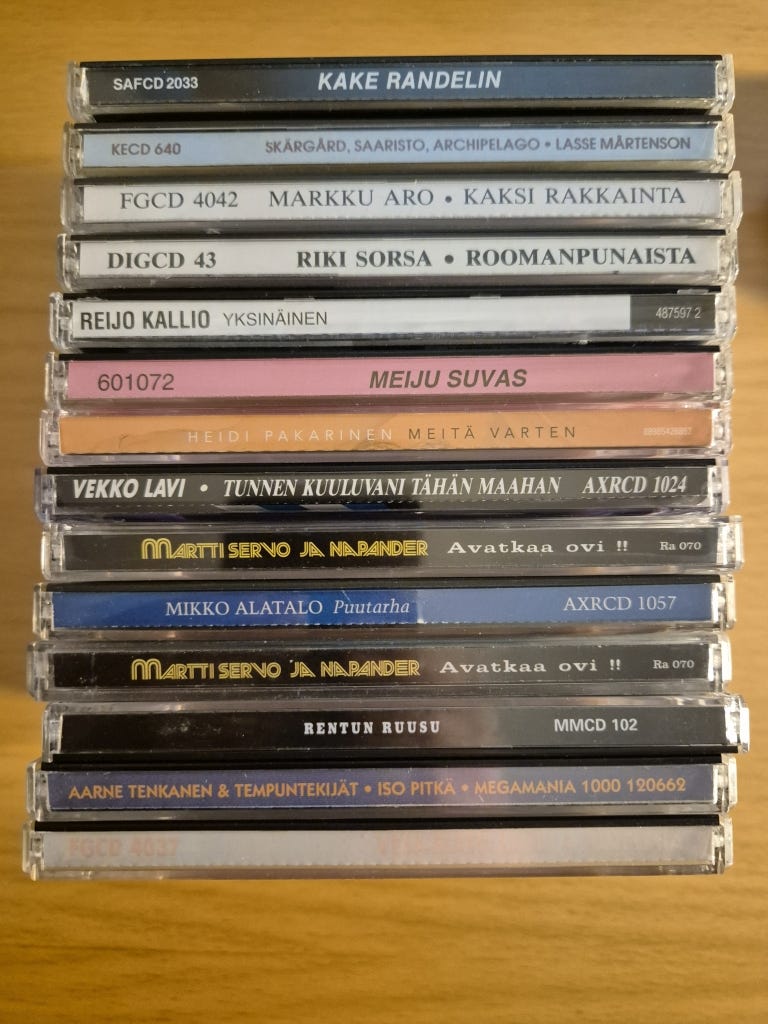 SAFCD 2033 KAKE RANDELIN
KECD 640 SKÄRGÅRD, SAARISTO, ARCHIPELAGO • LASSE MÅRTENSON
FGCD 4042 MARKKU ARO • KAKSI RAKKAINTA
DIGCD 43 RIKI SORSA • ROOMANPUNAISTA
REIJO KALLIO YKSINÄINEN 487597 2
601072 MEIJU SUVAS
HEIDI PAKARINEN MEITÄ VARTEN
VEKKO LAVI • TUNNEN KUULUVANI TÄHÄN MAAHAN AXRCD 1024
MARTTI SERVO JA NAPANDER Avatkaa ovi !! Ra 070
MIKKO ALATALO Puutarha AXRCD 1057
MARTTI SERVO JA NAPANDER Avatkaa ovi !! Ra 070
RENTUN RUUSU MMCD 102
AARNE TENKANEN & TEMPUNTEKIJÄT • ISO PITKÄ • MEGAMANIA 1000 120662
FGCD 4037